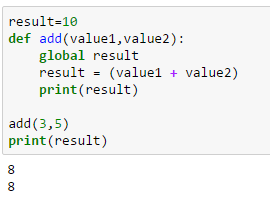 result=10
def add(value1,value2):
    global result
    result = (value1 + value2)
    print(result)

add(3,5)
print(result)
8
8